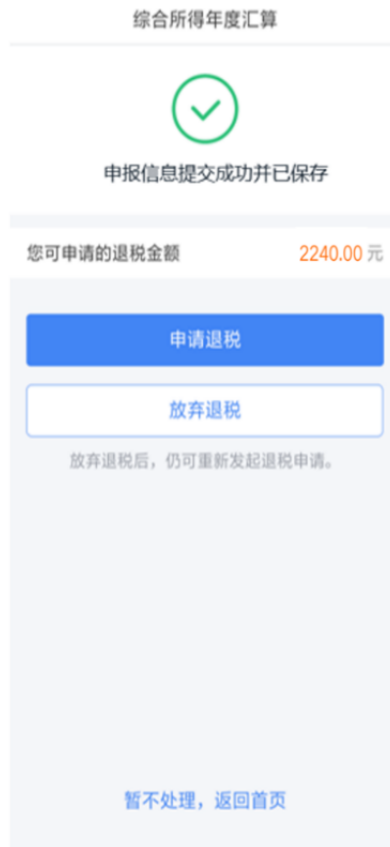 综合所得年度汇算
申报信息提交成功并已保存
您可申请的退税金额 2240.00 元
申请退税
放弃退税
放弃退税后，仍可重新发起退税申请。
暂不处理，返回首页